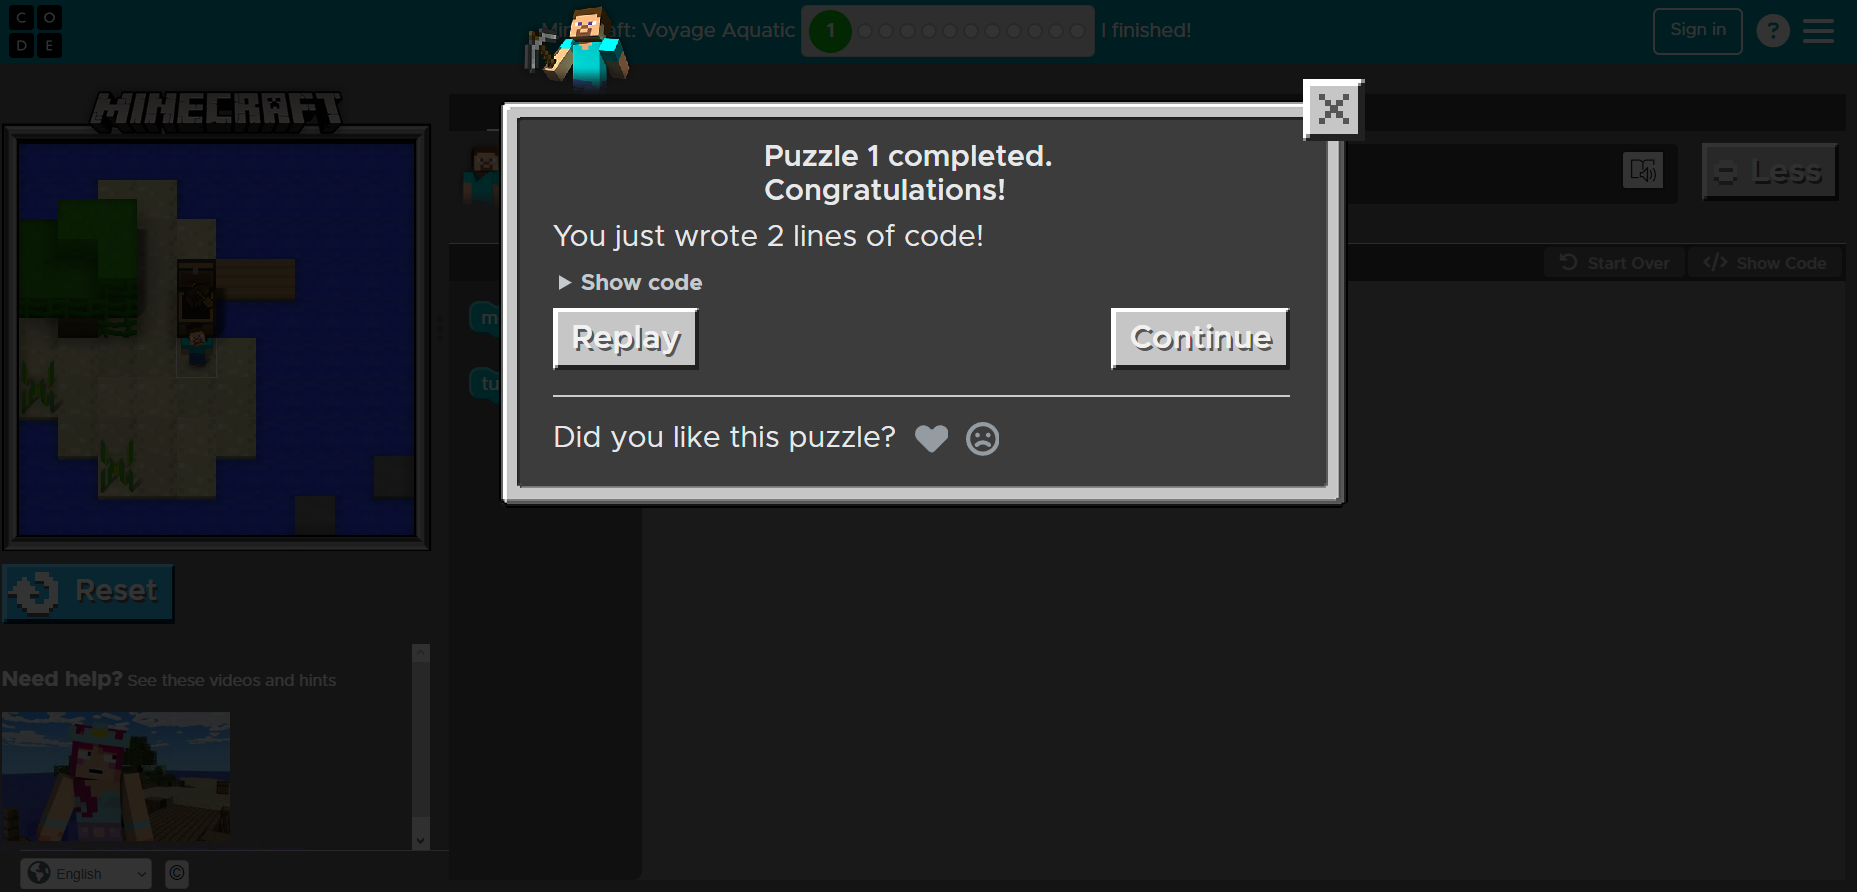 C O
D E
Minecraft: Voyage Aquatic
1
I finished!
Sign in
?
MINECRAFT
Less
Puzzle 1 completed.
Congratulations!
You just wrote 2 lines of code!
Show code
Replay
Continue
Did you like this puzzle?
Start Over
</> Show Code
m
tu
Reset
Need help? See these videos and hints
English
©